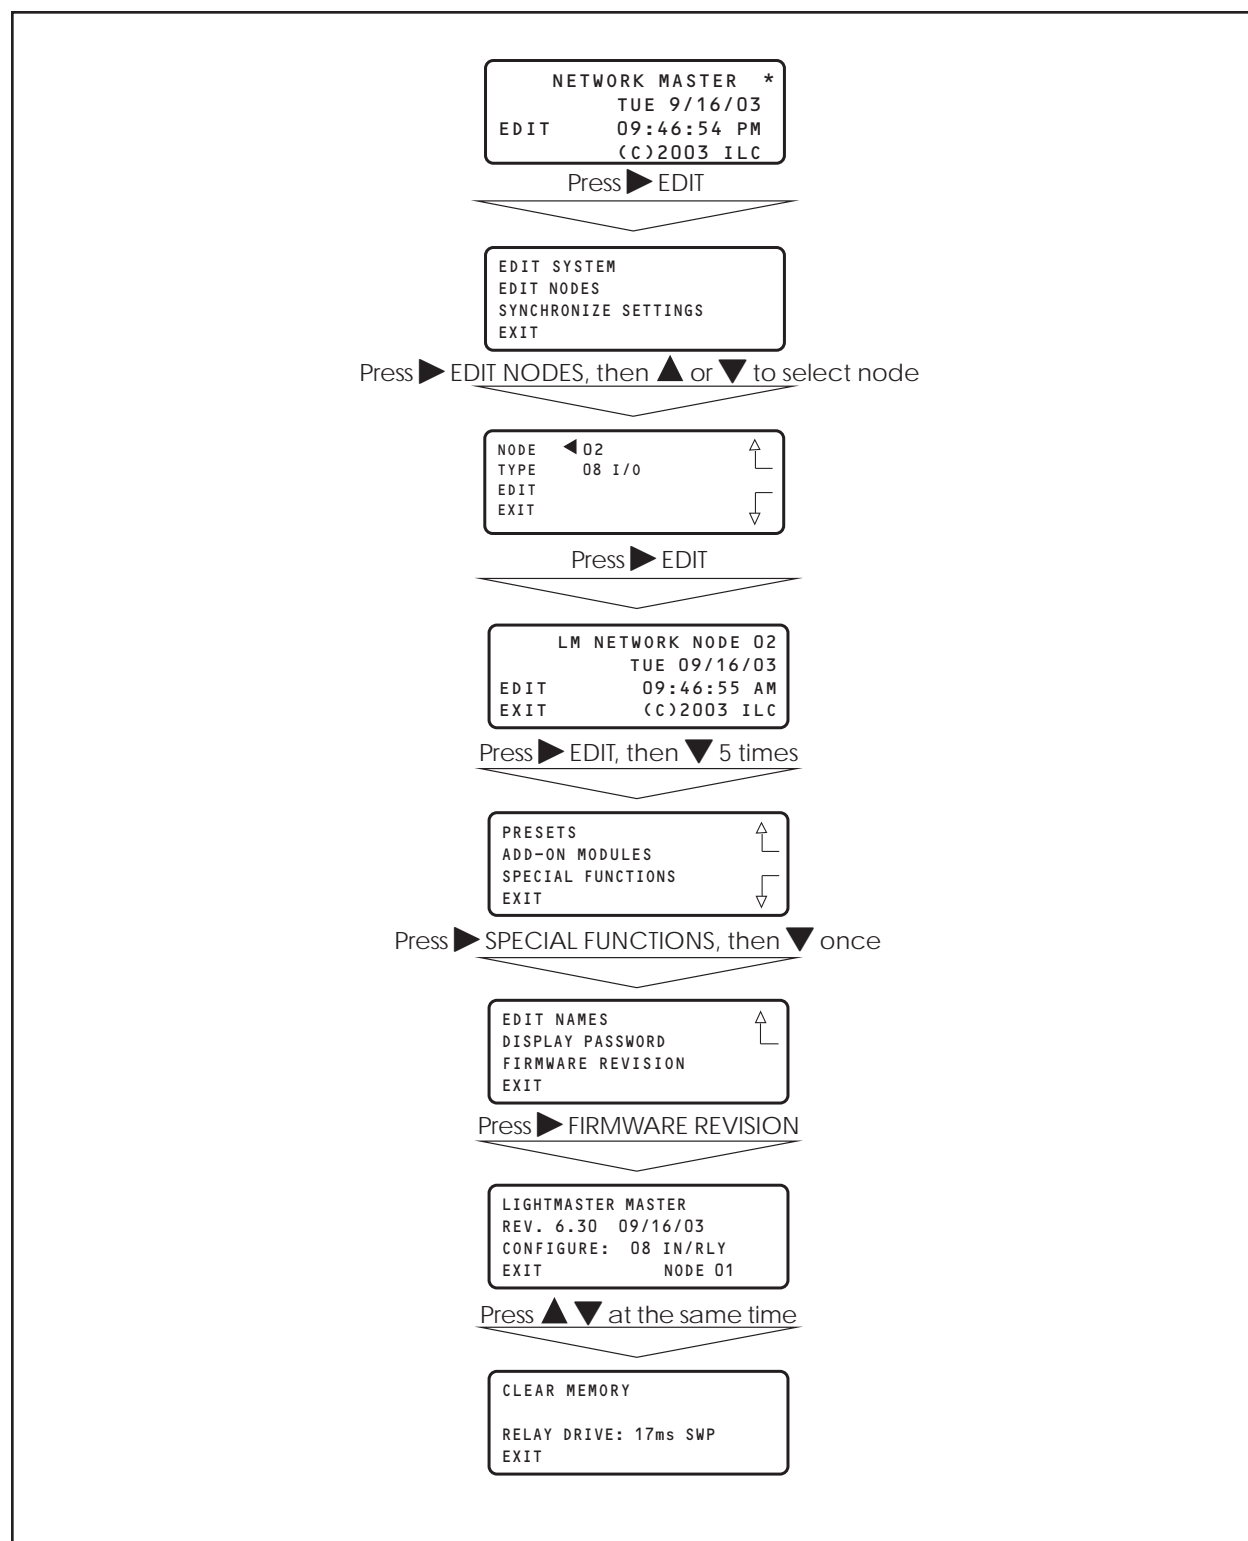 NETWORK MASTER *
TUE 9/16/03
EDIT 09:46:54 PM
(C)2003 ILC
Press ▶ EDIT
EDIT SYSTEM
EDIT NODES
SYNCHRONIZE SETTINGS
EXIT
Press ▶ EDIT NODES, then ▲ or ▼ to select node
NODE ◀ 02
TYPE 08 I/O
EDIT
EXIT
Press ▶ EDIT
LM NETWORK NODE 02
TUE 09/16/03
EDIT 09:46:55 AM
EXIT (C)2003 ILC
Press ▶ EDIT, then ▼ 5 times
PRESETS
ADD-ON MODULES
SPECIAL FUNCTIONS
EXIT
Press ▶ SPECIAL FUNCTIONS, then ▼ once
EDIT NAMES
DISPLAY PASSWORD
FIRMWARE REVISION
EXIT
Press ▶ FIRMWARE REVISION
LIGHTMASTER MASTER
REV. 6.30 09/16/03
CONFIGURE: 08 IN/RLY
EXIT NODE 01
Press ▲ ▼ at the same time
CLEAR MEMORY
RELAY DRIVE: 17ms SWP
EXIT